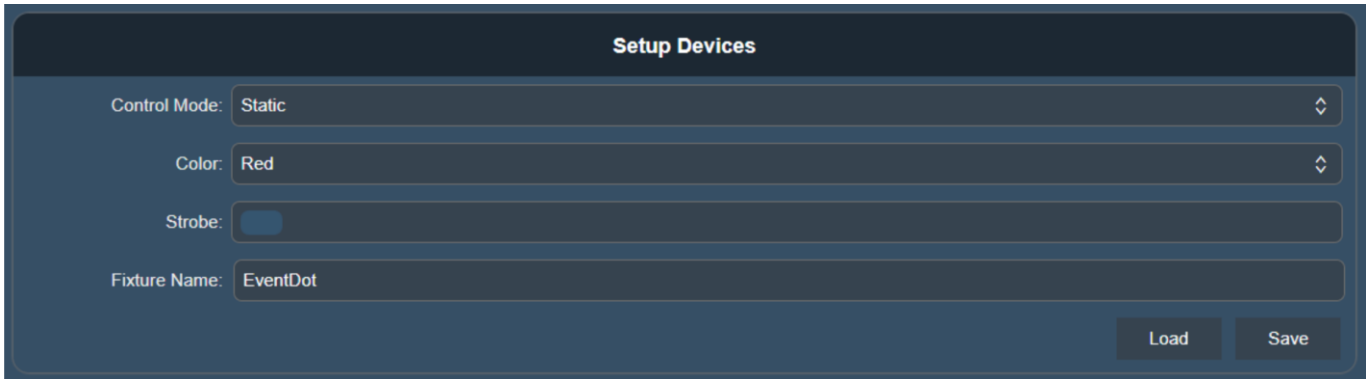 Setup Devices
Control Mode: Static
Color: Red
Strobe:
Fixture Name: EventDot
Load Save